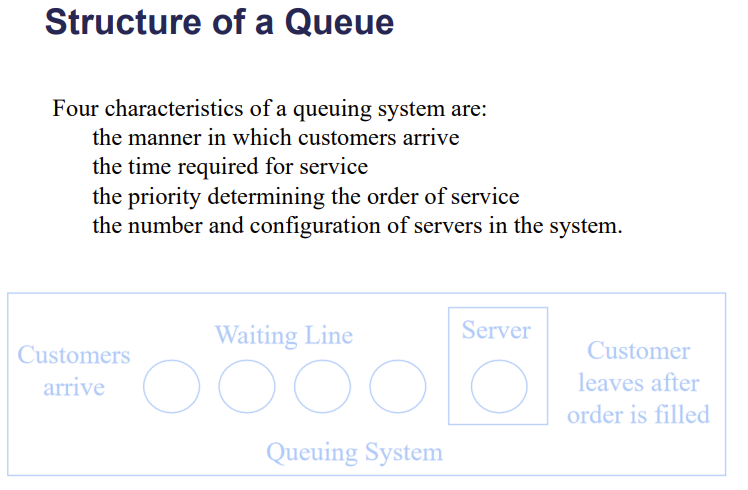 Structure of a Queue
Four characteristics of a queuing system are:
the manner in which customers arrive
the time required for service
the priority determining the order of service
the number and configuration of servers in the system.
Customers
arrive
Waiting Line
Server
Customer
leaves after
order is filled
Queuing System